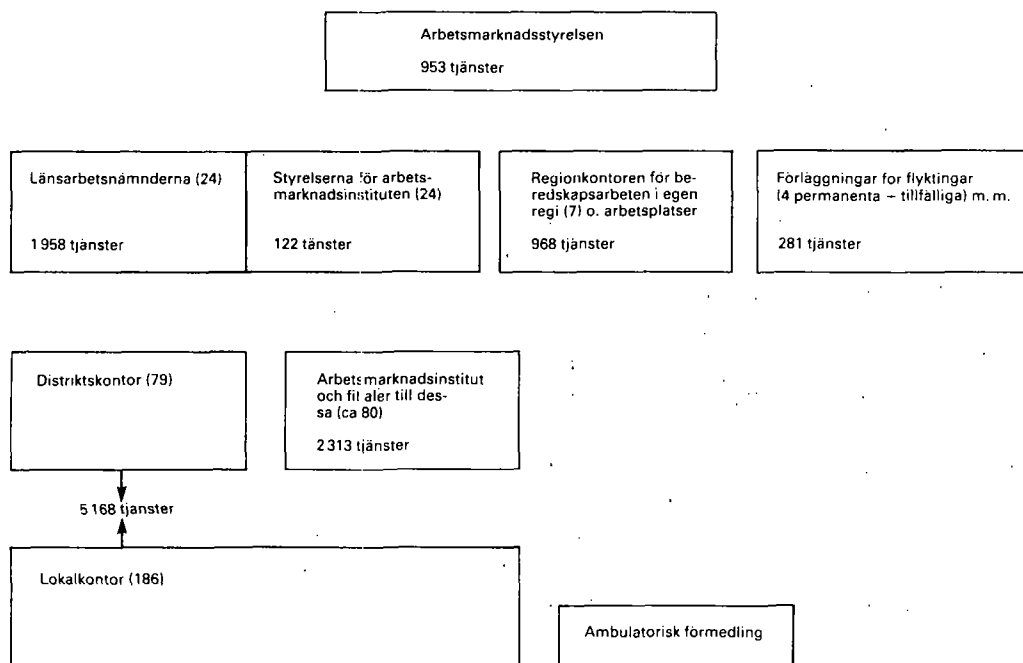 Arbetsmarknadsstyrelsen
953 tjänster
Länsarbetsnämnderna (24)
1 958 tjänster
Styrelserna för arbets-
marknadsinstituten (24)
122 tänster
Regionkontoren för be-
redskapsarbeten i egen
regi (7) o. arbetsplatser
968 tjänster
Förläggningar for flyktingar
(4 permanenta – tillfälliga) m. m.
281 tjänster
Distriktskontor (79)
Arbetsmarknadsinstitut
och filialer till des-
sa (ca 80)
2 313 tjänster
5 168 tjanster
Lokalkontor (186)
Ambulatorisk förmedling